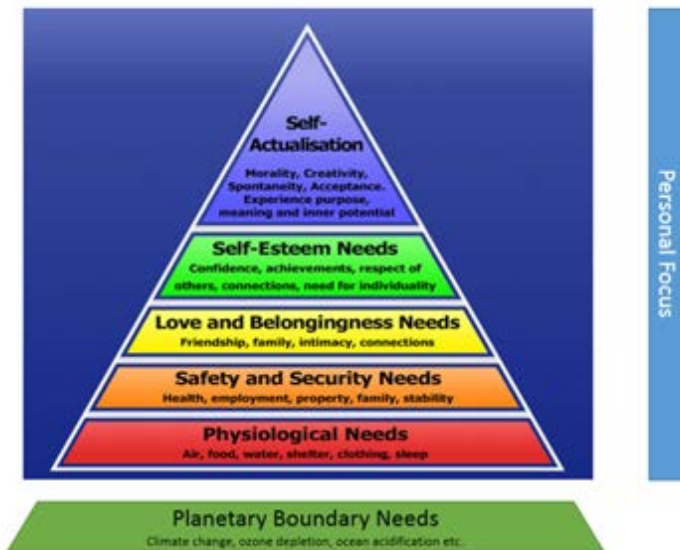 Self-
Actualisation
Morality, Creativity,
Spontaneity, Acceptance.
Experience purpose,
meaning and inner potential
Self-Esteem Needs
Confidence, achievements, respect of
others, connections, need for individuality
Love and Belongingness Needs
Friendship, family, intimacy, connections
Safety and Security Needs
Health, employment, property, family, stability
Physiological Needs
Air, food, water, shelter, clothing, sleep
Planetary Boundary Needs
Climate change, ozone depletion, ocean acidification etc..
Personal Focus